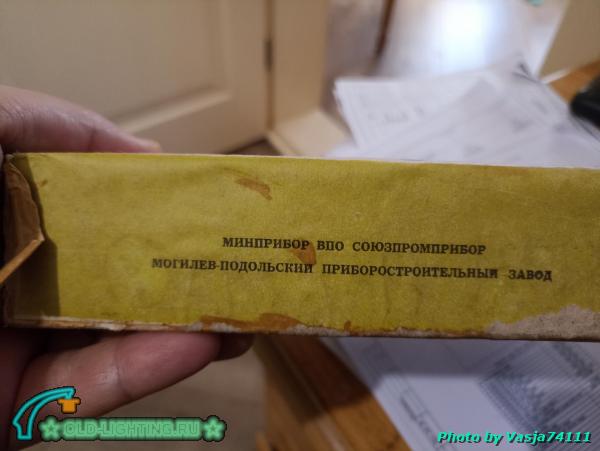 МИНПРИБОР ВПО СОЮЗПРОМПРИБОР
МОГИЛЕВ-ПОДОЛЬСКИЙ ПРИБОРОСТРОИТЕЛЬНЫЙ ЗАВОД
OLD-LIGHTING.RU
Photo by Vasja74111